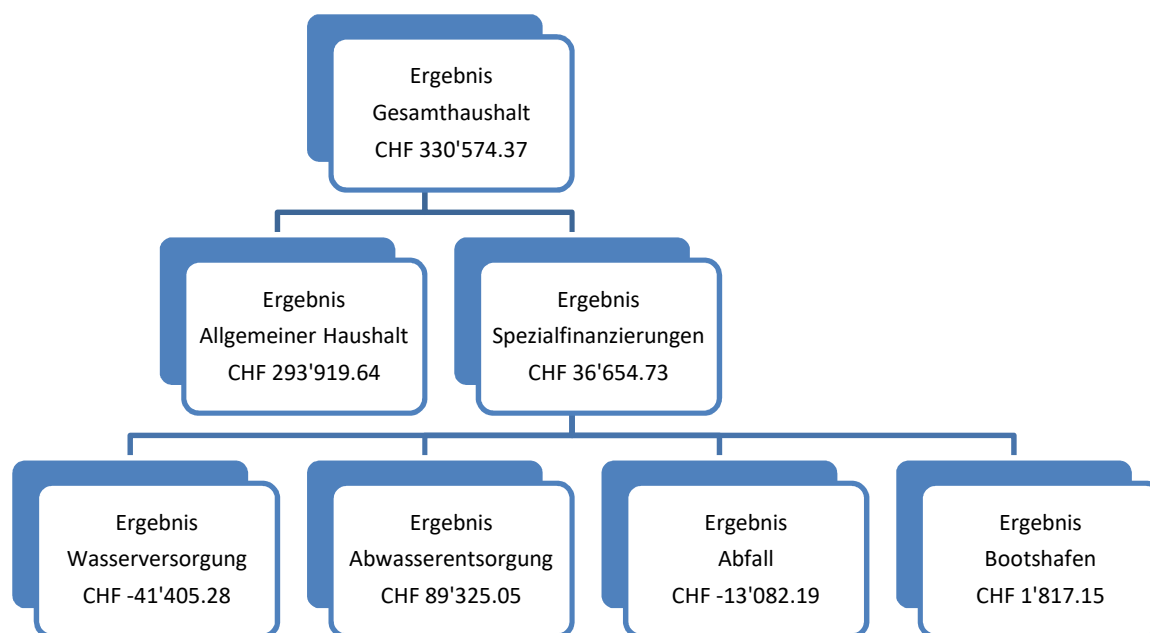 Ergebnis
Gesamthaushalt
CHF 330'574.37
Ergebnis
Allgemeiner Haushalt
CHF 293'919.64
Ergebnis
Spezialfinanzierungen
CHF 36'654.73
Ergebnis
Wasserversorgung
CHF -41'405.28
Ergebnis
Abwasserentsorgung
CHF 89'325.05
Ergebnis
Abfall
CHF -13'082.19
Ergebnis
Bootshafen
CHF 1'817.15